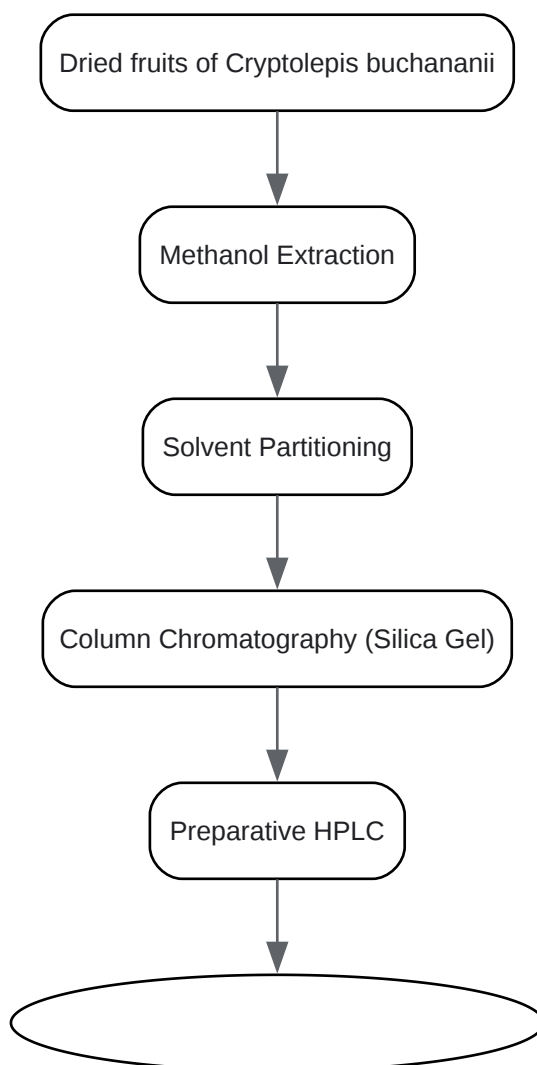 Dried fruits of Cryptolepis buchananii
Methanol Extraction
Solvent Partitioning
Column Chromatography (Silica Gel)
Preparative HPLC